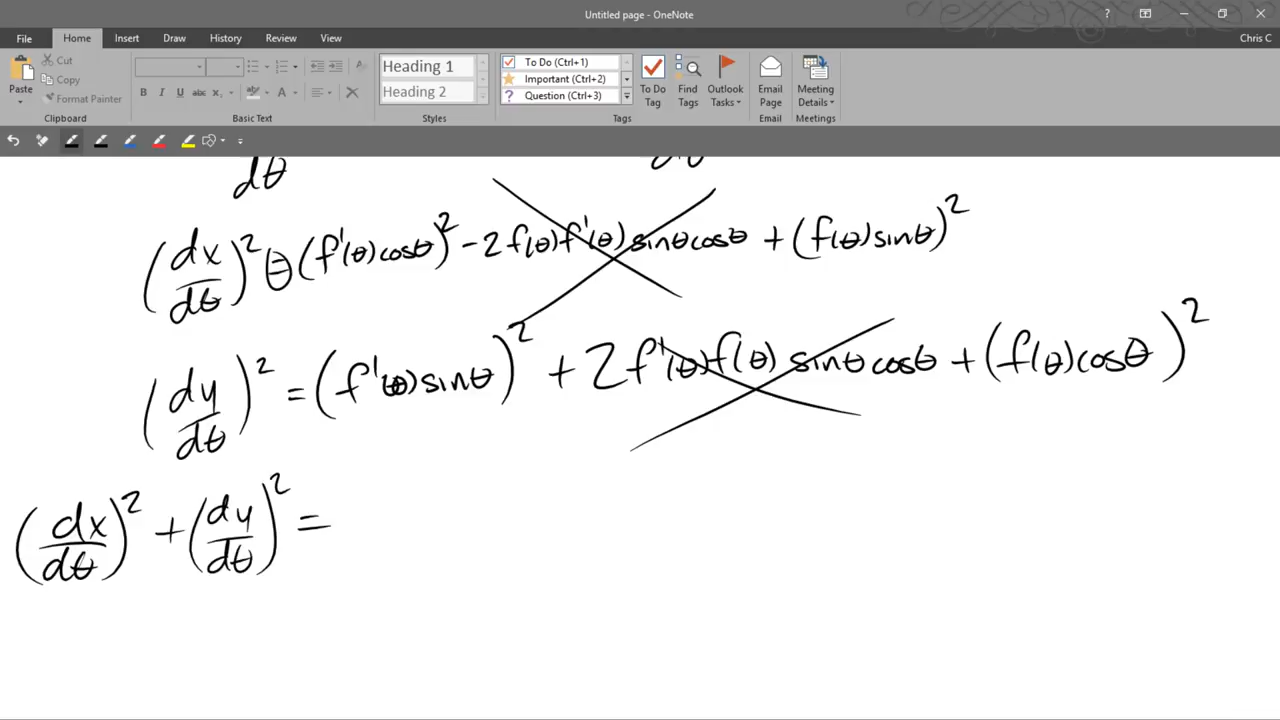 Untitled page - OneNote
File Home Insert Draw History Review View Chris C
Cut
Copy
Format Painter
Paste
Clipboard
B I U abc x₂ A
Basic Text
Heading 1
Heading 2
Styles
To Do (Ctrl+1)
Important (Ctrl+2)
? Question (Ctrl+3)
To Do Tag
Find Tags
Outlook Tasks
Tags
Email Page
Email
Meeting Details
Meetings
dθ
(dx/dθ)² θ (f'(θ)cosθ)² - 2f(θ)f'(θ)sinθcosθ + (f(θ)sinθ)²
(dy/dθ)² = (f'(θ)sinθ)² + 2f'(θ)f(θ)sinθcosθ + (f(θ)cosθ)²
(dx/dθ)² + (dy/dθ)² =